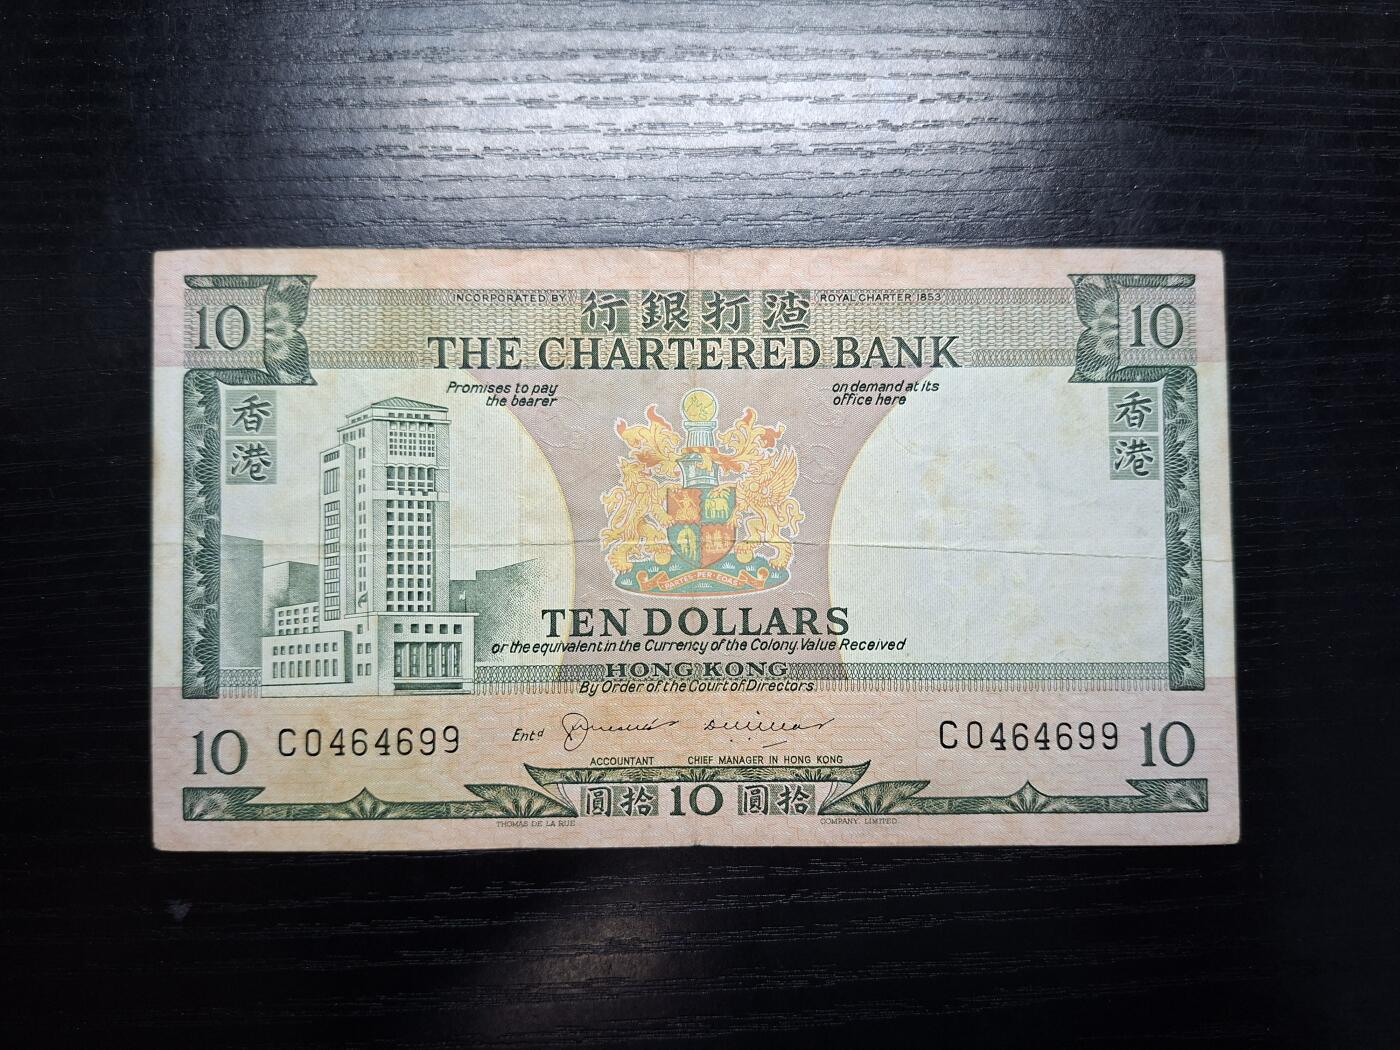 INCORPORATED BY 行銀打渣 ROYAL CHARTER 1853
10 THE CHARTERED BANK 10
Promises to pay the bearer
on demand at its office here
香港
香港
PARTES·PER·EOAS
TEN DOLLARS
or the equivalent in the Currency of the Colony. Value Received
HONG KONG
By Order of the Court of Directors
10 C0464699 Entd C0464699 10
ACCOUNTANT CHIEF MANAGER IN HONG KONG
圓拾 10 圓拾
THOMAS DE LA RUE COMPANY, LIMITED.